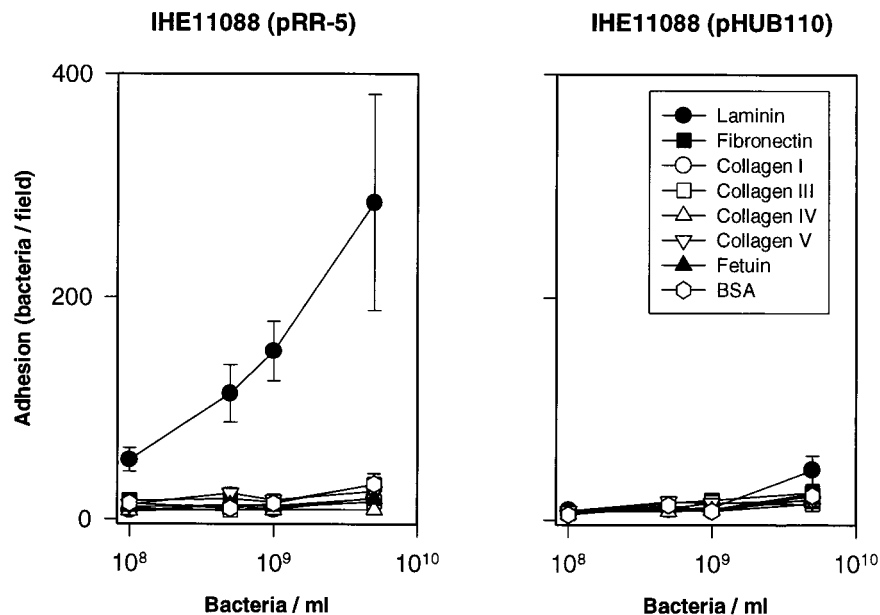 IHE11088 (pRR-5)
IHE11088 (pHUB110)
Adhesion (bacteria / field)
400
200
0
Laminin
Fibronectin
Collagen I
Collagen III
Collagen IV
Collagen V
Fetuin
BSA
10⁸ 10⁹ 10¹⁰
10⁸ 10⁹ 10¹⁰
Bacteria / ml
Bacteria / ml